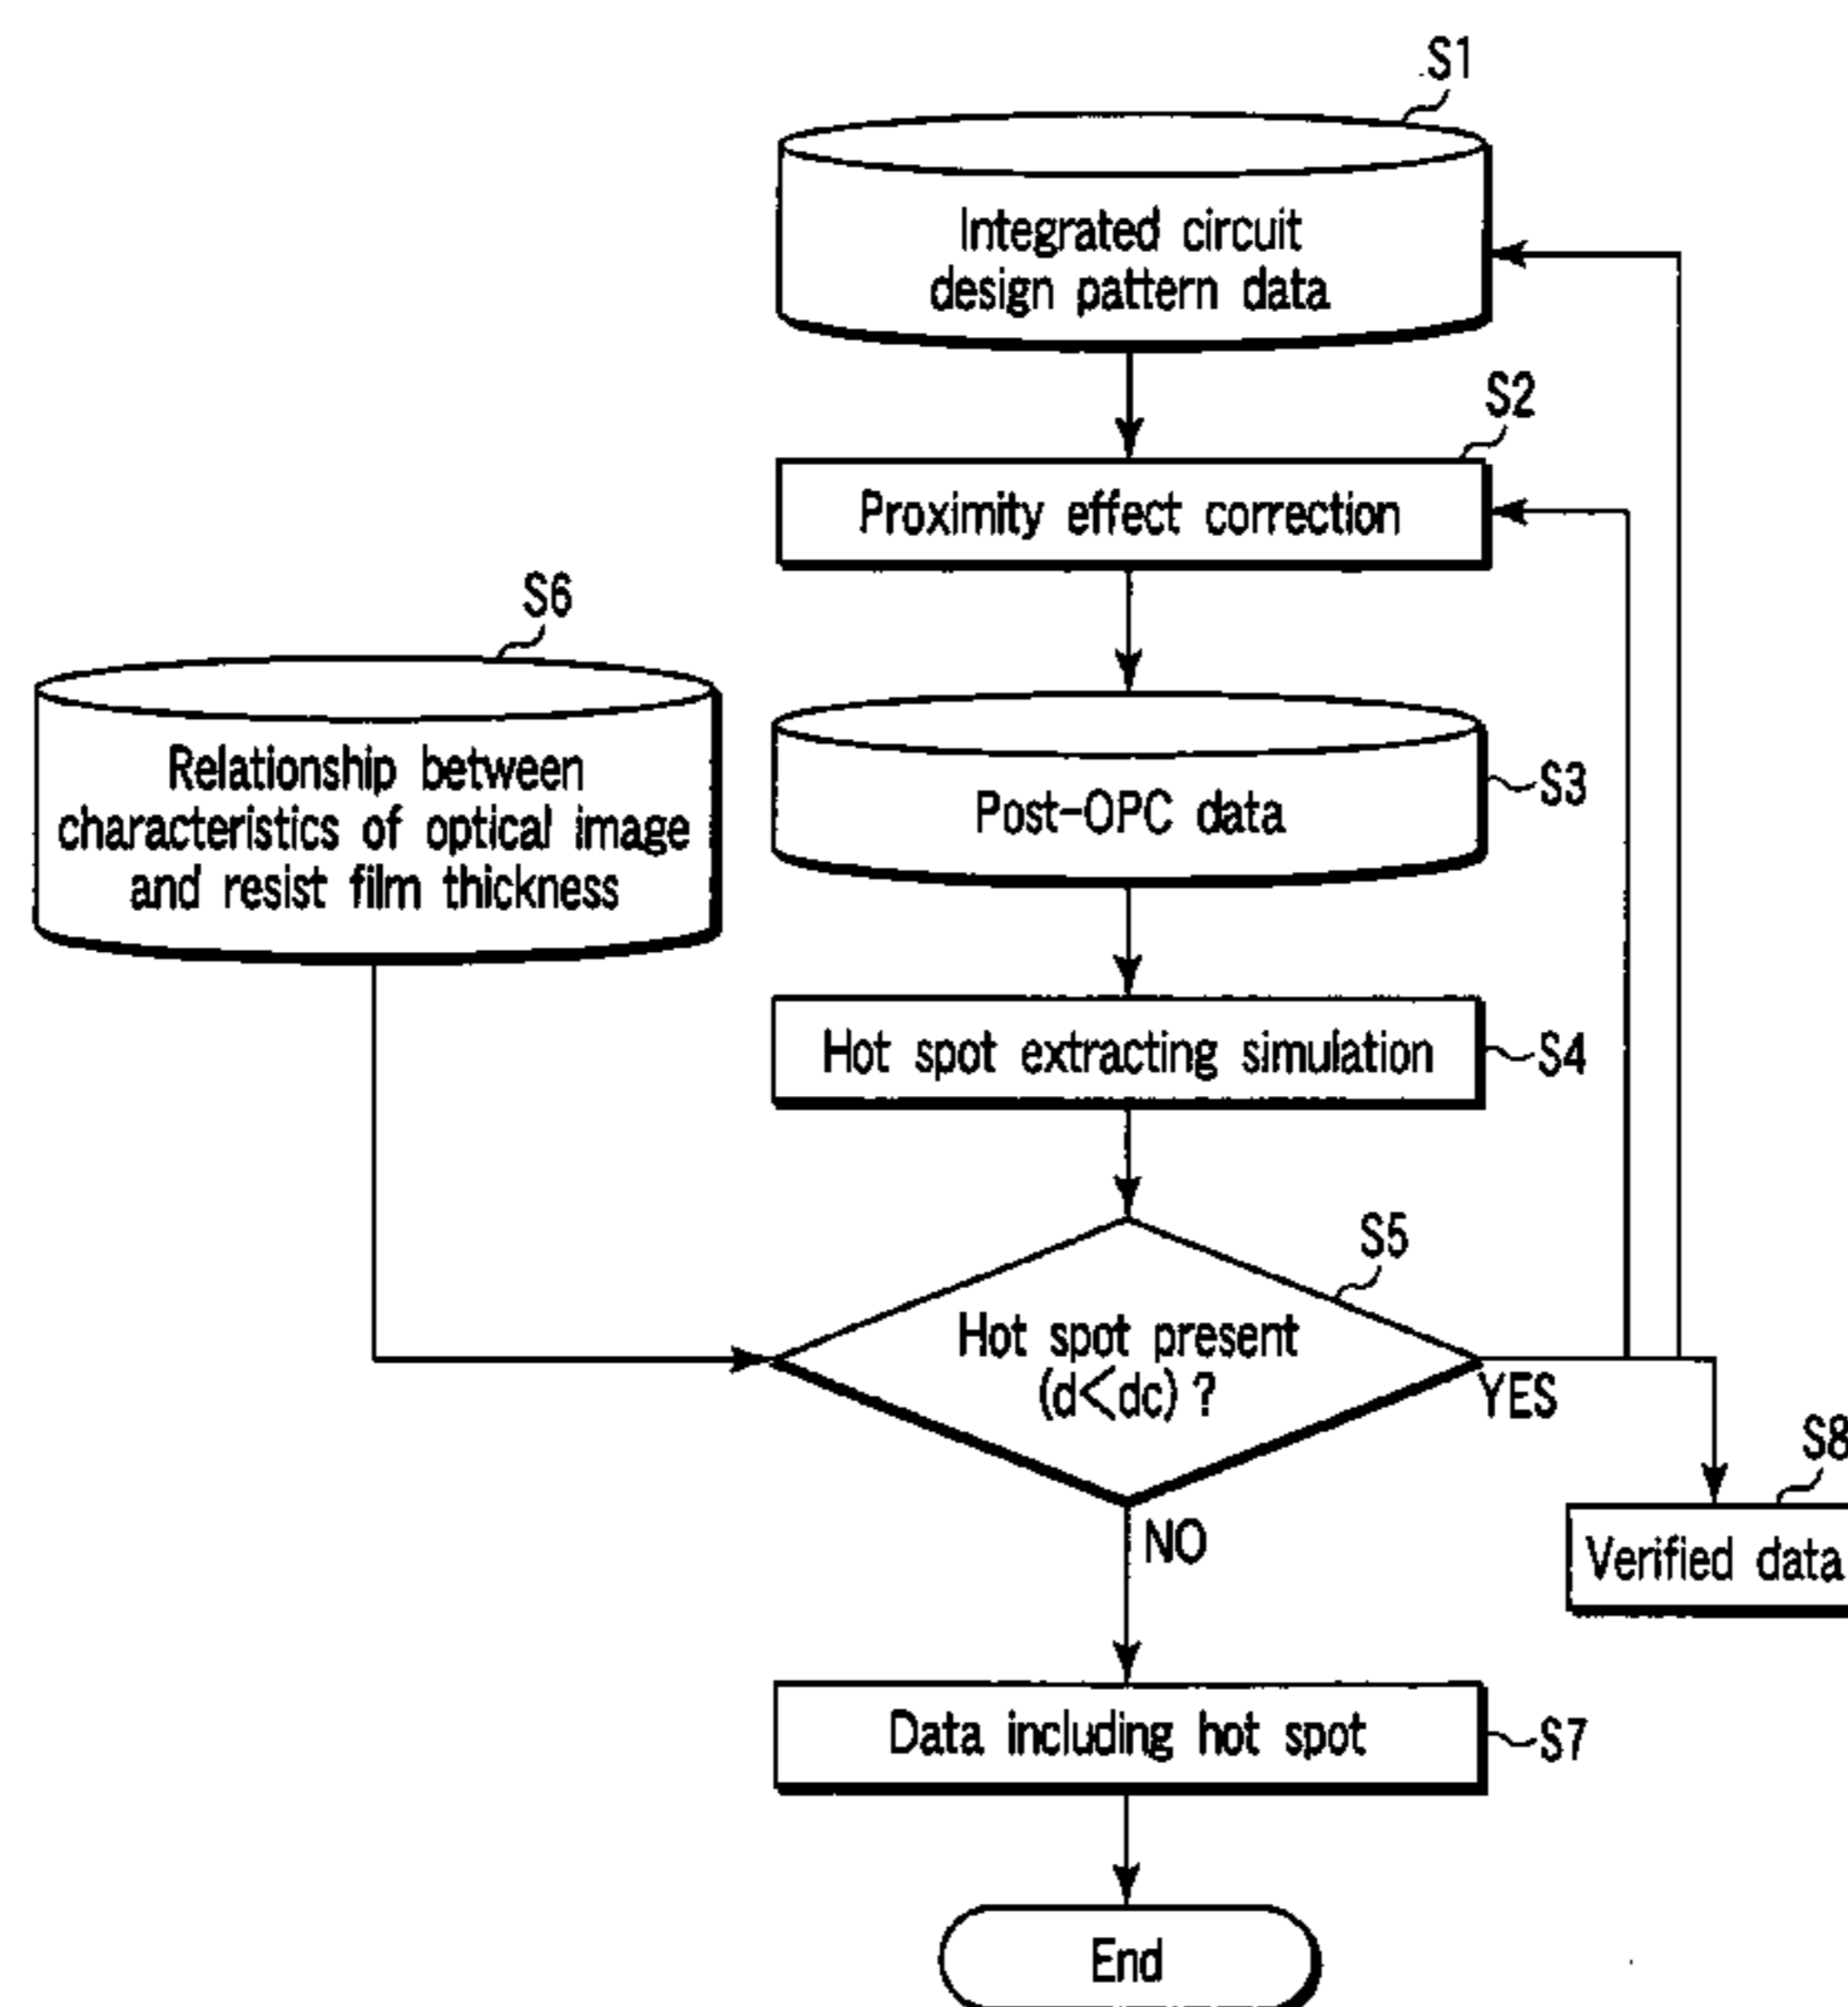 S1
Integrated circuit
design pattern data
S2
Proximity effect correction
S6
Relationship between
characteristics of optical image
and resist film thickness
S3
Post-OPC data
S4
Hot spot extracting simulation
S5
Hot spot present
(d<dc) ?
YES
S8
Verified data
NO
S7
Data including hot spot
End